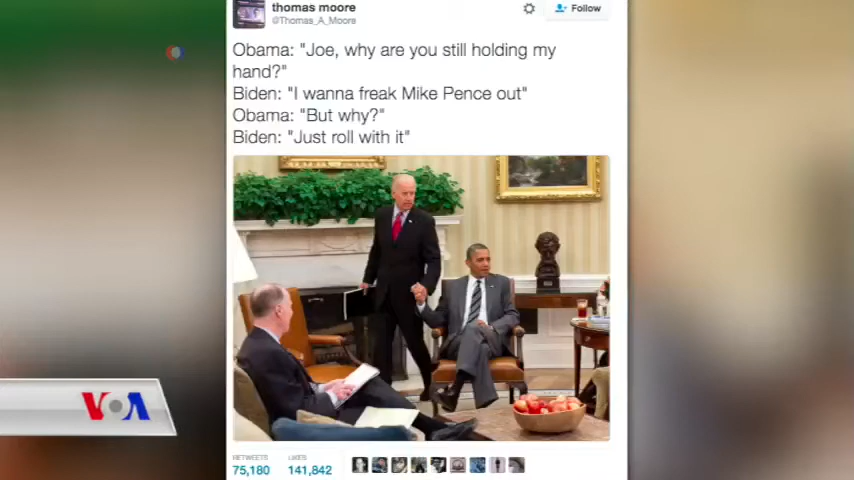 thomas moore
@Thomas_A_Moore
Follow
Obama: "Joe, why are you still holding my
hand?"
Biden: "I wanna freak Mike Pence out"
Obama: "But why?"
Biden: "Just roll with it"
VOA
RETWEETS LIKES
75,180 141,842